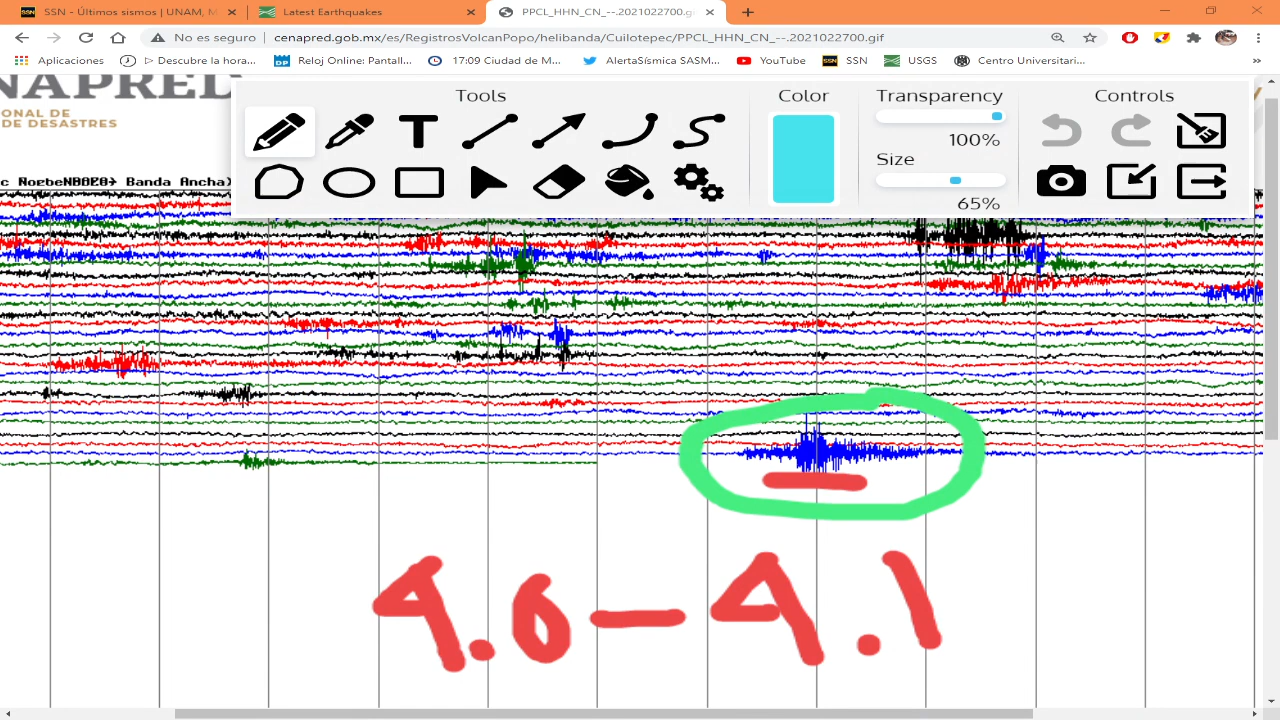 SSN - Últimos sismos | UNAM, M
Latest Earthquakes
PPCL_HHN_CN_--.2021022700.gif
No es seguro | cenapred.gob.mx/es/RegistrosVolcanPopo/helibanda/Cuilotepec/PPCL_HHN_CN_--.2021022700.gif
Aplicaciones
▷ Descubre la hora...
Reloj Online: Pantall...
17:09 Ciudad de M...
AlertaSísmica SASM...
YouTube
SSN
USGS
Centro Universitari...
NAPRED
ONAL DE
DE DESASTRES
Tools
Color
Transparency
Controls
100%
Size
65%
Banda Ancha)
4.0-4.1